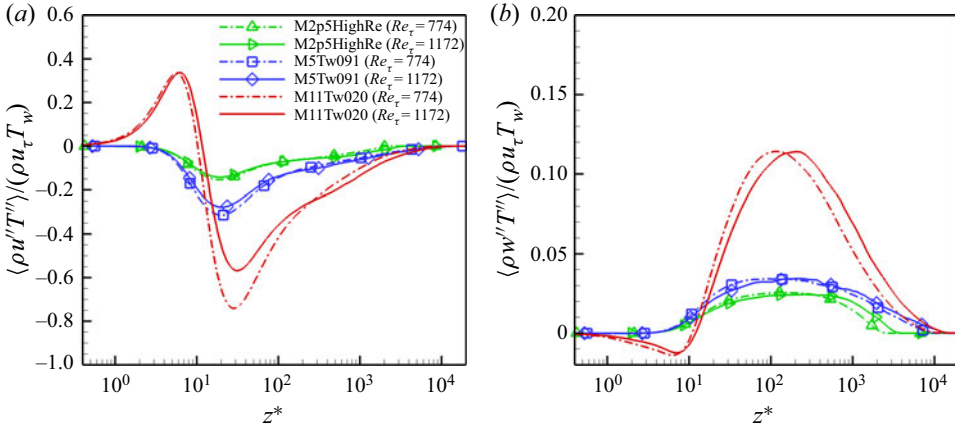 (a)
M2p5HighRe (Reτ = 774)
M2p5HighRe (Reτ = 1172)
M5Tw091 (Reτ = 774)
M5Tw091 (Reτ = 1172)
M11Tw020 (Reτ = 774)
M11Tw020 (Reτ = 1172)
0.6
0.4
0.2
0
–0.2
–0.4
–0.6
–0.8
–1.0
⟨ρu″T″⟩/(ρuτTw)
10⁰ 10¹ 10² 10³ 10⁴
z*
(b)
0.20
0.15
0.10
0.05
0
⟨ρw″T″⟩/(ρuτTw)
10⁰ 10¹ 10² 10³ 10⁴
z*